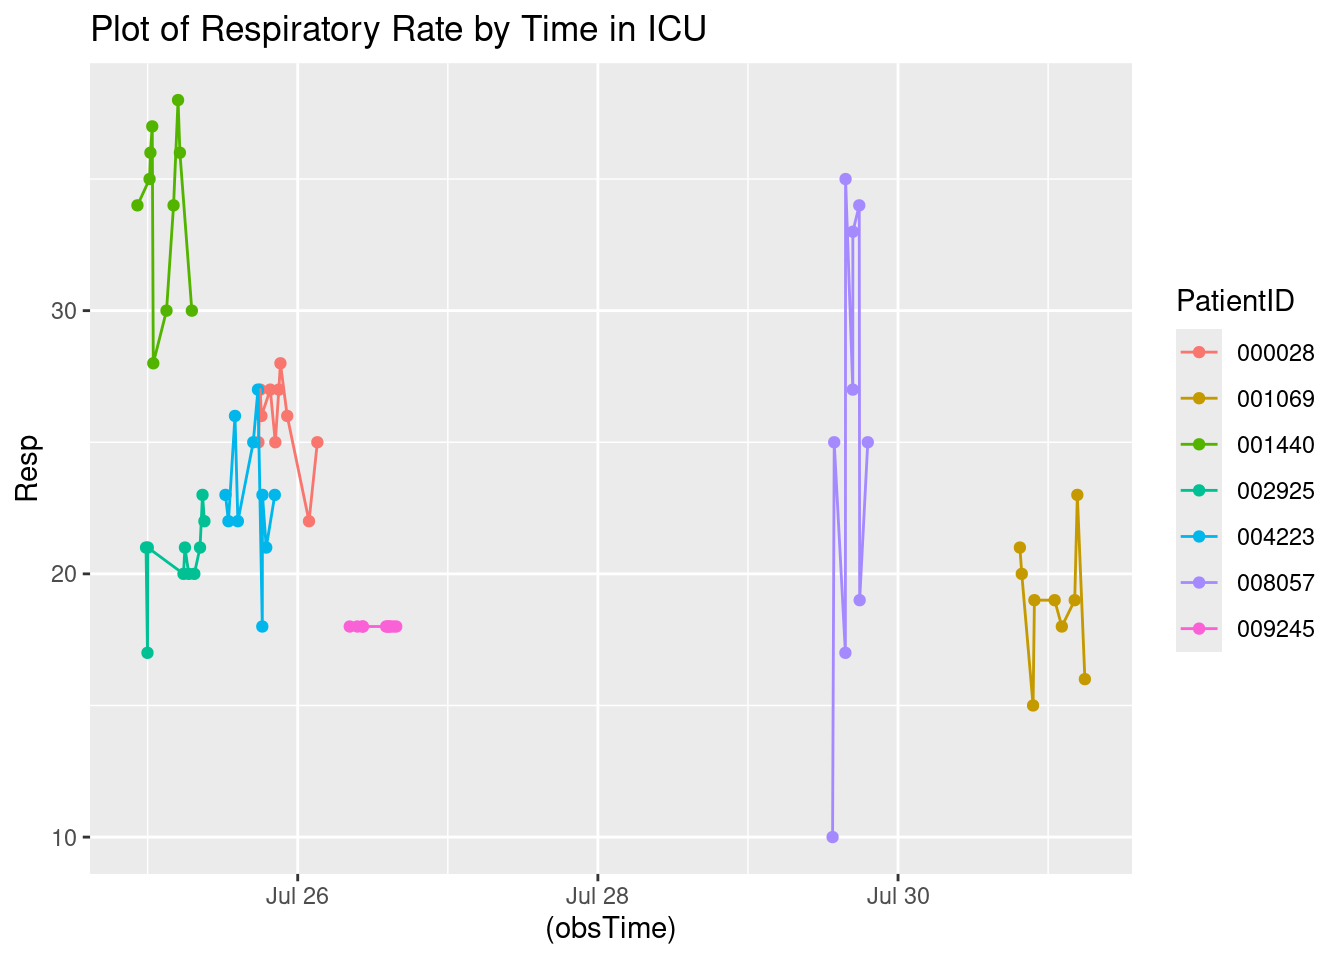 Plot of Respiratory Rate by Time in ICU
Resp
30
20
10
Jul 26
Jul 28
Jul 30
(obsTime)
PatientID
000028
001069
001440
002925
004223
008057
009245